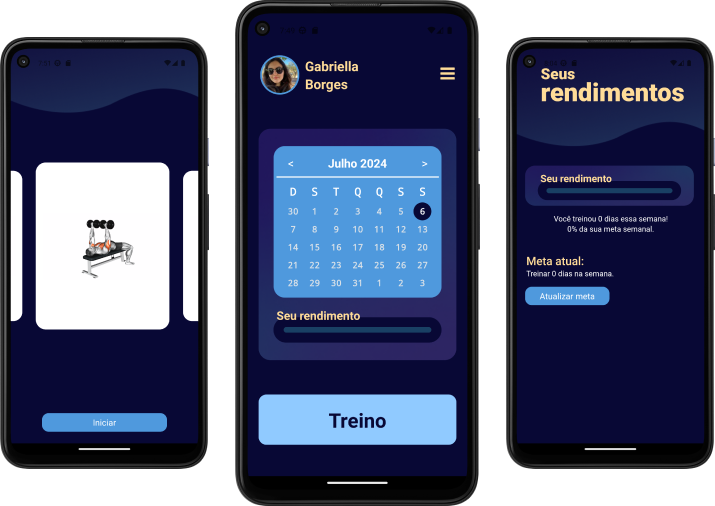 Iniciar
Gabriella
Borges
< Julho 2024 >
D S T Q Q S S
30 1 2 3 4 5 6
7 8 9 10 11 12 13
14 15 16 17 18 19 20
21 22 23 24 25 26 27
28 29 30 31 1 2 3
Seu rendimento
Treino
Seus
rendimentos
Seu rendimento
Você treinou 0 dias essa semana!
0% da sua meta semanal.
Meta atual:
Treinar 0 dias na semana.
Atualizar meta